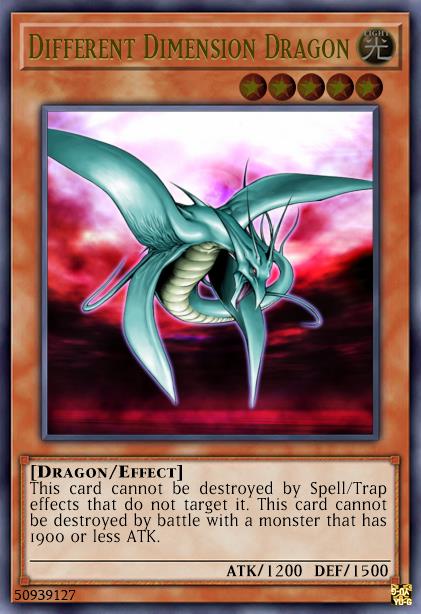 DIFFERENT DIMENSION DRAGON
LIGHT
光
[DRAGON/EFFECT]
This card cannot be destroyed by Spell/Trap
effects that do not target it. This card cannot
be destroyed by battle with a monster that has
1900 or less ATK.
ATK/1200 DEF/1500
50939127